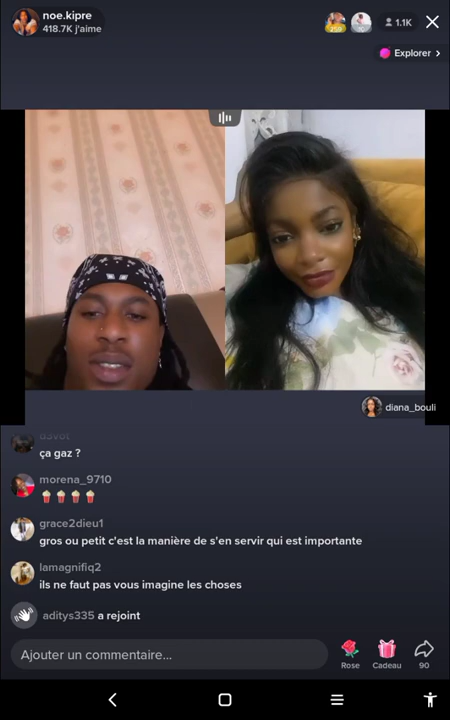 noe.kipre
418.7K j'aime
1.1K
Explorer
diana_bouli
ça gaz ?
morena_9710
grace2dieu1
gros ou petit c'est la manière de s'en servir qui est importante
lamagnifiq2
ils ne faut pas vous imagine les choses
aditys335 a rejoint
Ajouter un commentaire...
Rose
Cadeau
90